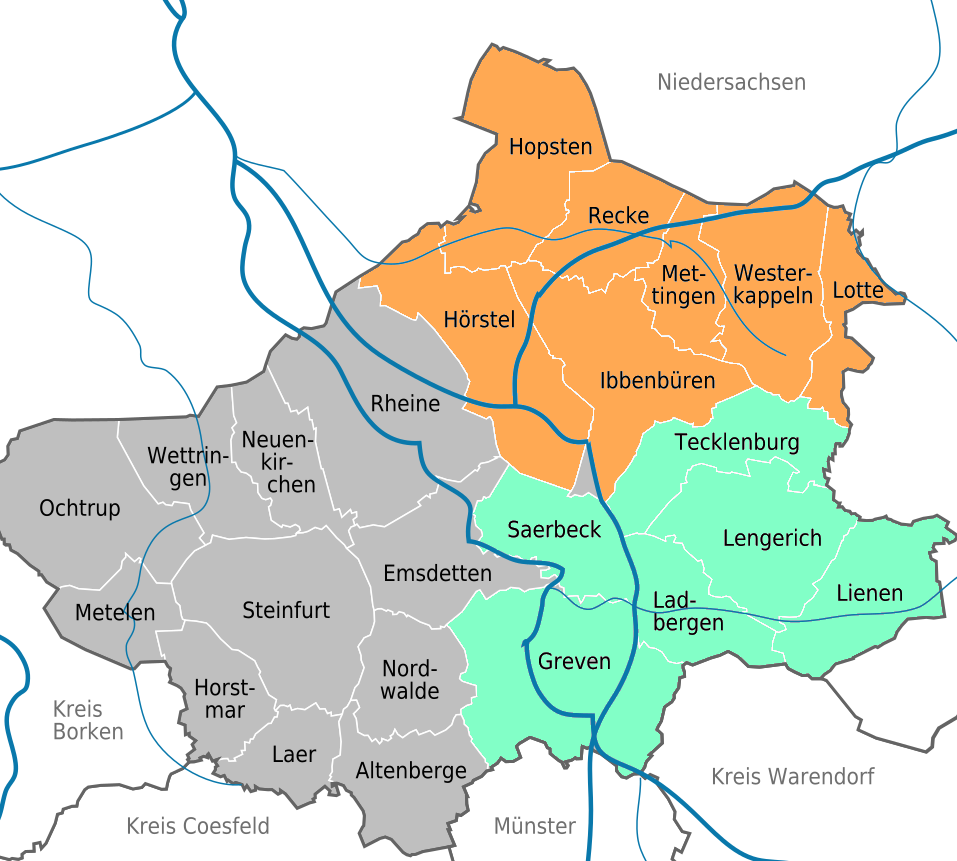 Niedersachsen
Hopsten
Recke
Met-
tingen
Wester-
kappeln
Lotte
Hörstel
Ibbenbüren
Rheine
Tecklenburg
Neuen-
kir-
chen
Wettrin-
gen
Ochtrup
Saerbeck
Lengerich
Emsdetten
Lienen
Metelen
Steinfurt
Lad-
bergen
Greven
Nord-
walde
Horst-
mar
Kreis
Borken
Laer
Altenberge
Kreis Warendorf
Kreis Coesfeld
Münster